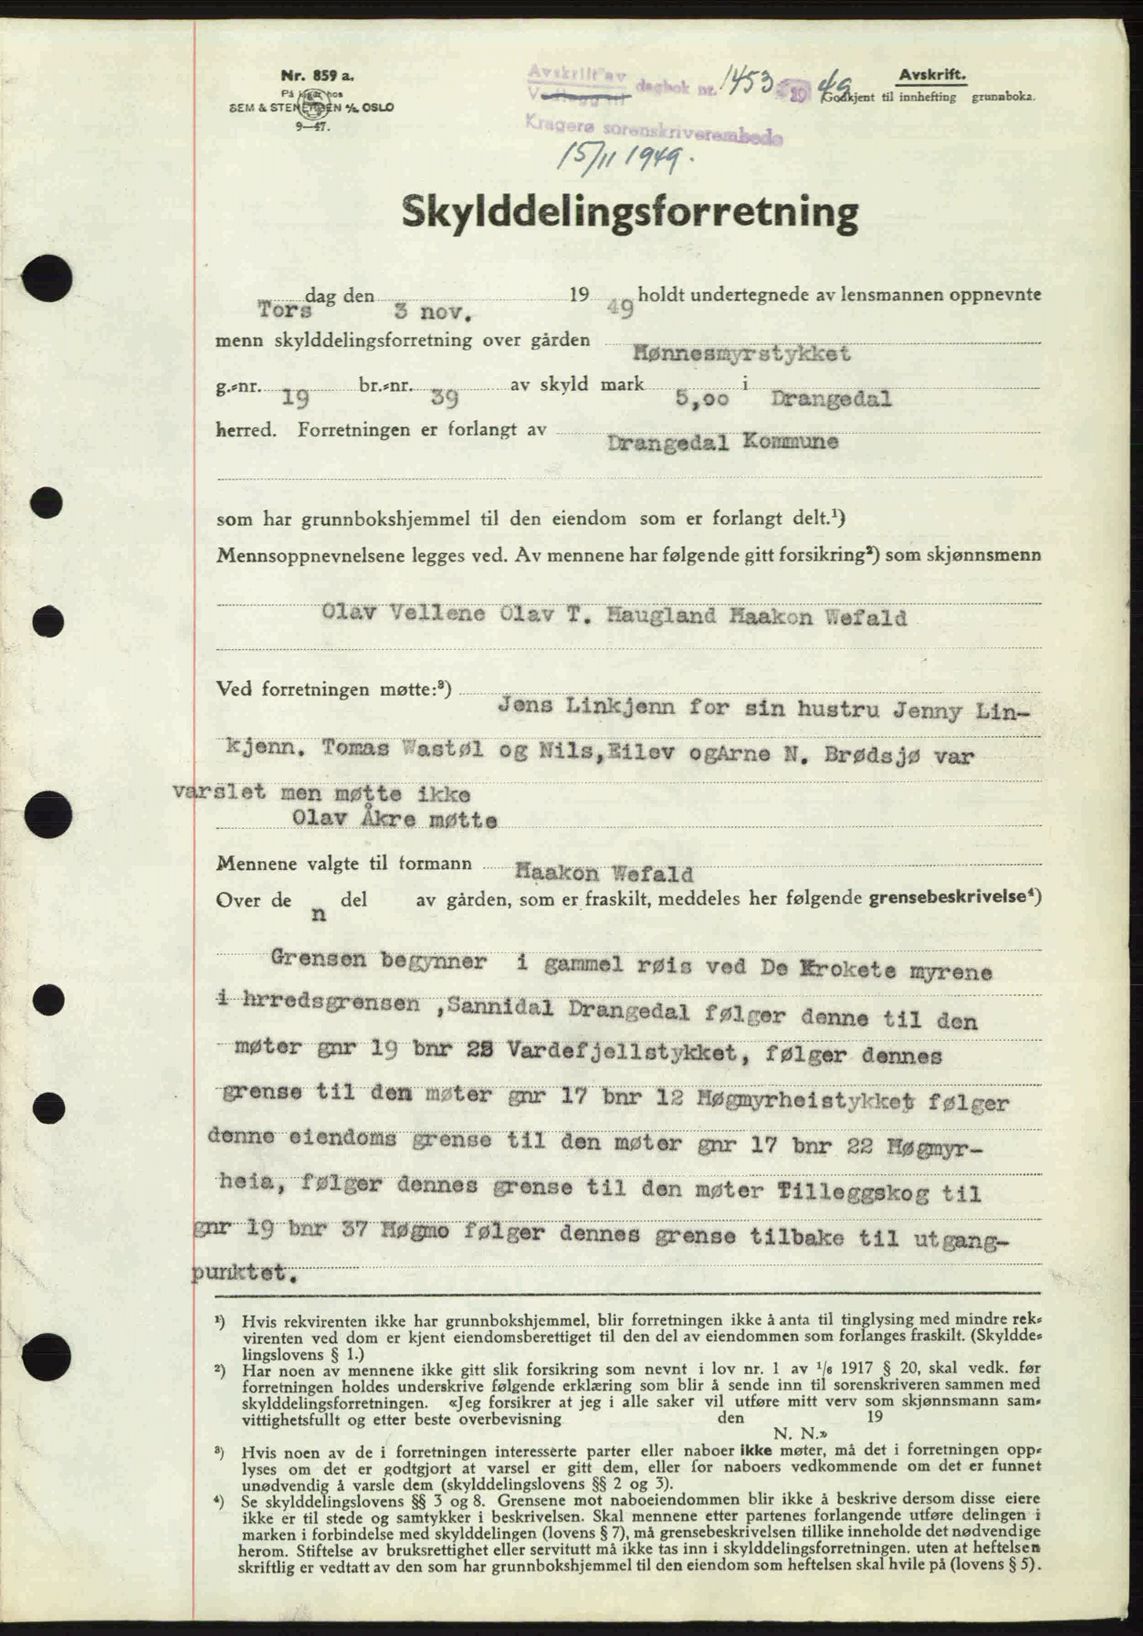 Nr. 859 a.
På lager hos
SEM & STENERSEN A/S OSLO
9—47.
Avskrift av
dagbok nr. 1453 19 49
Kragerø sorenskriverembede
15/11 1949.
Avskrift.
Godkjent til innhefting grunnboka.
Skylddelingsforretning
Tors dag den 3 nov. 19 49 holdt undertegnede av lensmannen oppnevnte
menn skylddelingsforretning over gården Hønnesmyrstykket
g.-nr. 19 br.-nr. 39 av skyld mark 5,00 i Drangedal
herred. Forretningen er forlangt av Drangedal Kommune
som har grunnbokshjemmel til den eiendom som er forlangt delt.¹)
Mennsoppnevnelsene legges ved. Av mennene har følgende gitt forsikring²) som skjønnsmenn
Olav Vellene Olav T. Haugland Haakon Wefald
Ved forretningen møtte:³) Jens Linkjenn for sin hustru Jenny Lin-
kjenn. Tomas Wastøl og Nils,Eilev ogArne N. Brødsjø var
varslet men møtte ikke
Olav Åkre møtte
Mennene valgte til formann Haakon Wefald
Over den del av gården, som er fraskilt, meddeles her følgende grensebeskrivelse⁴)
Grensen begynner i gammel røis ved De Krokete myrene
i hrredsgrensen ,Sannidal Drangedal følger denne til den
møter gnr 19 bnr 28 Vardefjellstykket, følger dennes
grense til den møter gnr 17 bnr 12 Høgmyrheistykket følger
denne eiendoms grense til den møter gnr 17 bnr 22 Høgmyr-
heia, følger dennes grense til den møter Tilleggskog til
gnr 19 bnr 37 Høgmo følger dennes grense tilbake til utgang-
punktet.
¹) Hvis rekvirenten ikke har grunnbokshjemmel, blir forretningen ikke å anta til tinglysing med mindre rek-
virenten ved dom er kjent eiendomsberettiget til den del av eiendommen som forlanges fraskilt. (Skyldde-
lingslovens § 1.)
²) Har noen av mennene ikke gitt slik forsikring som nevnt i lov nr. 1 av 1/6 1917 § 20, skal vedk. før
forretningen holdes underskrive følgende erklæring som blir å sende inn til sorenskriveren sammen med
skylddelingsforretningen. «Jeg forsikrer at jeg i alle saker vil utføre mitt verv som skjønnsmann sam-
vittighetsfullt og etter beste overbevisning den 19
N. N.»
³) Hvis noen av de i forretningen interesserte parter eller naboer ikke møter, må det i forretningen opp-
lyses om det er godtgjort at varsel er gitt dem, eller for naboers vedkommende om det er funnet
unødvendig å varsle dem (skylddelingslovens §§ 2 og 3).
⁴) Se skylddelingslovens §§ 3 og 8. Grensene mot naboeiendommen blir ikke å beskrive dersom disse eiere
ikke er til stede og samtykker i beskrivelsen. Skal mennene etter partenes forlangende utføre delingen i
marken i forbindelse med skylddelingen (lovens § 7), må grensebeskrivelsen tillike inneholde det nødvendige
herom. Stiftelse av bruksrettighet eller servitutt må ikke tas inn i skylddelingsforretningen. uten at heftelsen
skriftlig er vedtatt av den som har grunnbokshjemmel til den eiendom som heftelsen skal hvile på (lovens § 5).